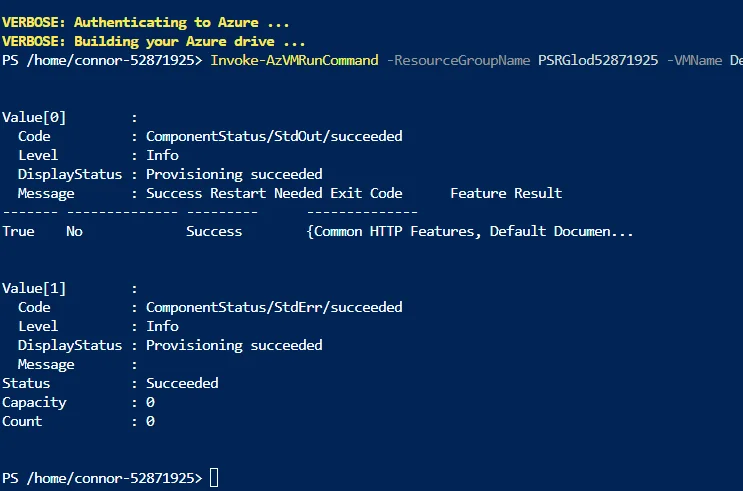 VERBOSE: Authenticating to Azure ...
VERBOSE: Building your Azure drive ...
PS /home/connor-52871925> Invoke-AzVMRunCommand -ResourceGroupName PSRGlod52871925 -VMName De
Value[0]        :
  Code          : ComponentStatus/StdOut/succeeded
  Level         : Info
  DisplayStatus : Provisioning succeeded
  Message       : Success Restart Needed Exit Code      Feature Result
------- -------------- ---------      --------------
True    No             Success        {Common HTTP Features, Default Documen...
Value[1]        :
  Code          : ComponentStatus/StdErr/succeeded
  Level         : Info
  DisplayStatus : Provisioning succeeded
  Message       :
Status          : Succeeded
Capacity        : 0
Count           : 0
PS /home/connor-52871925>